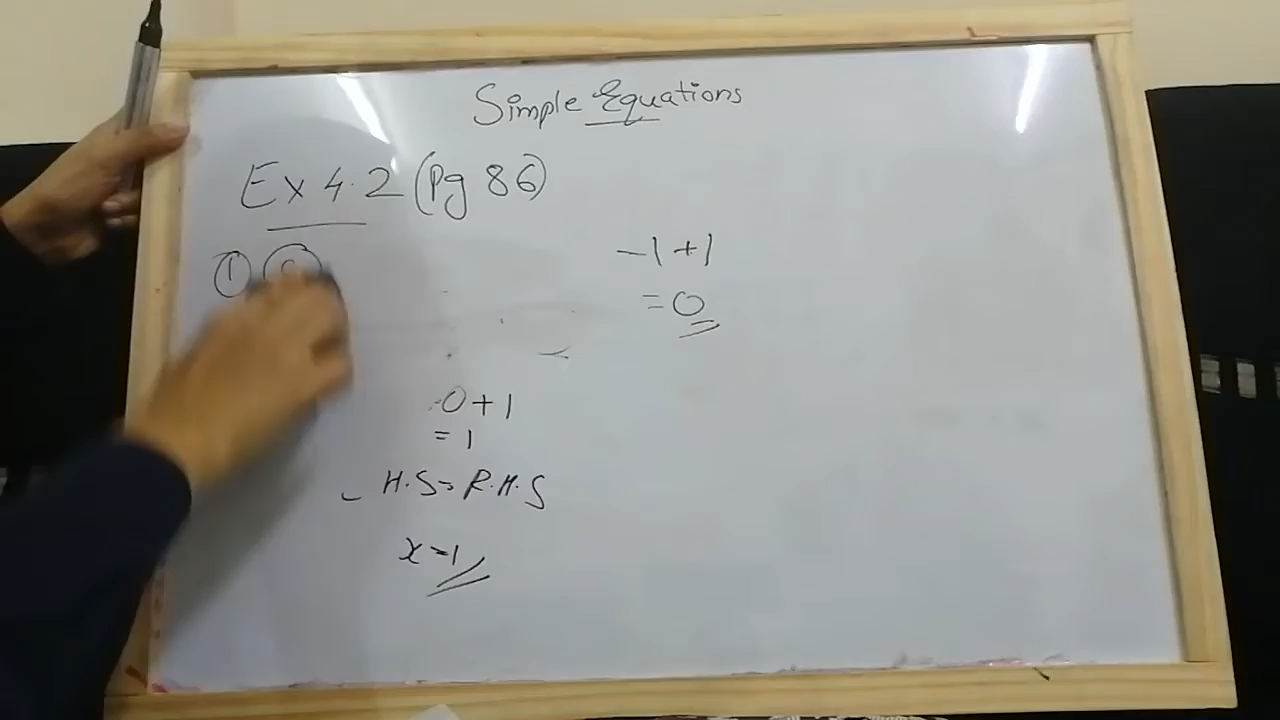 Simple Equations
Ex 4.2 (Pg 86)
①
-1 + 1
= 0
0 + 1
= 1
H.S = R.H.S
x = 1